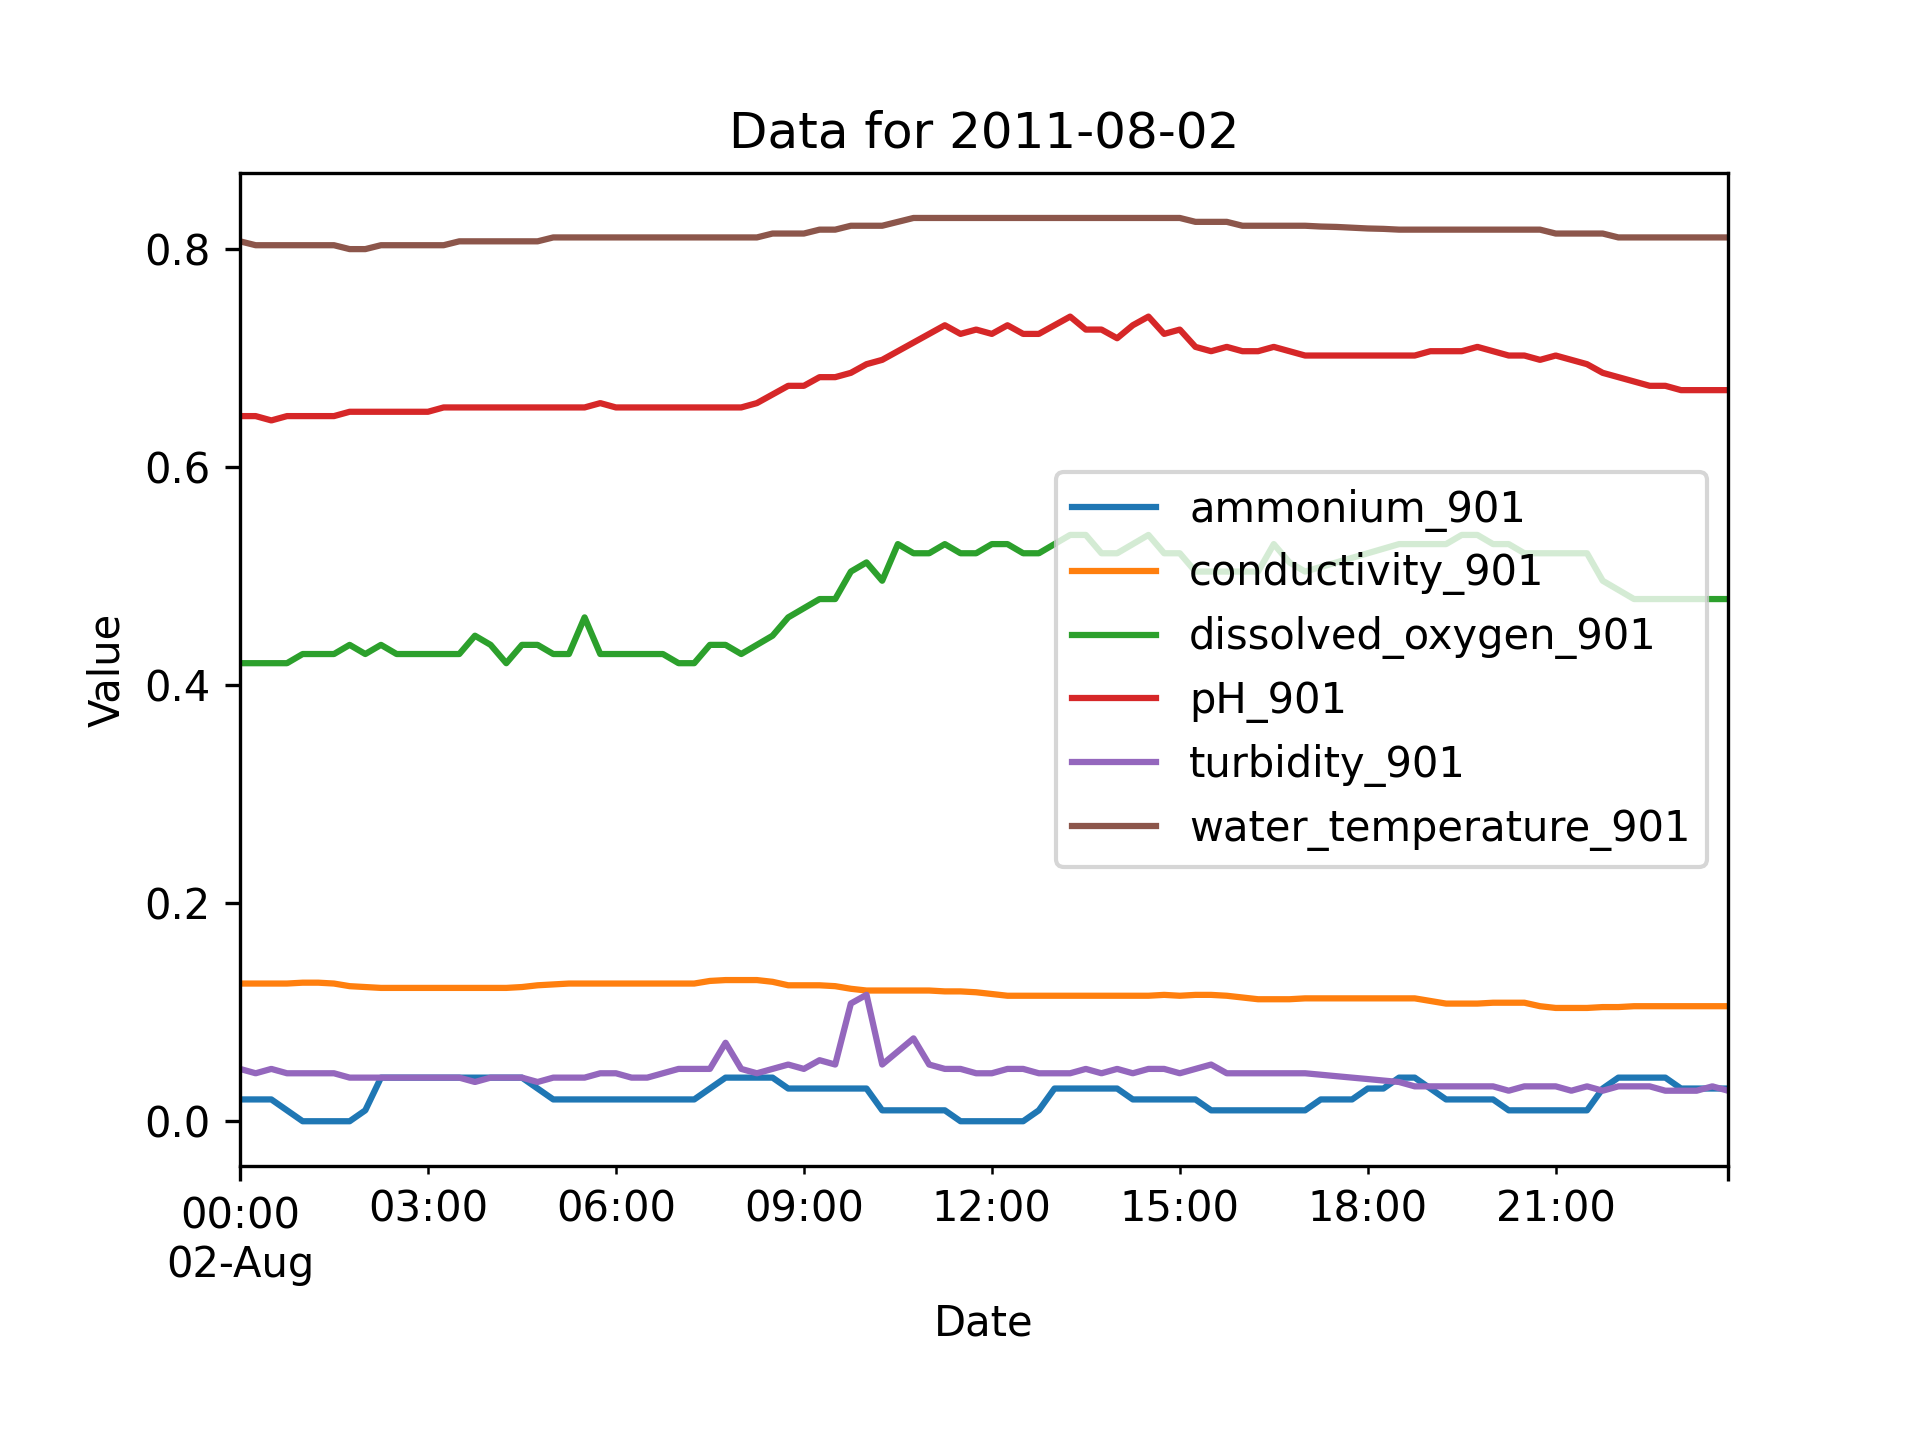 Data for 2011-08-02
Value
0.8
0.6
0.4
0.2
0.0
ammonium_901
conductivity_901
dissolved_oxygen_901
pH_901
turbidity_901
water_temperature_901
00:00 03:00 06:00 09:00 12:00 15:00 18:00 21:00
02-Aug
Date